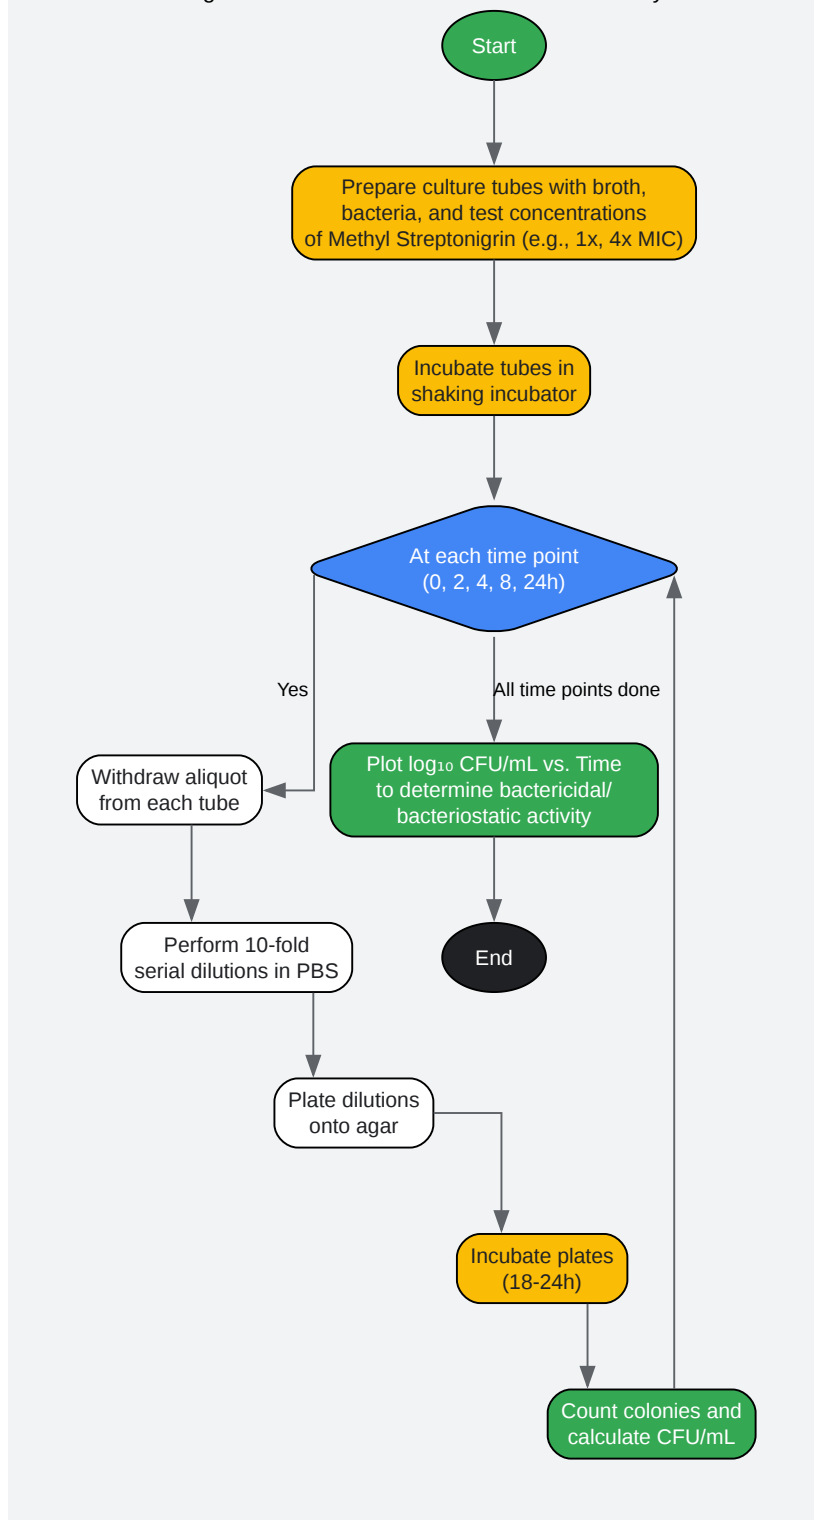 Start
Prepare culture tubes with broth,
bacteria, and test concentrations
of Methyl Streptonigrin (e.g., 1x, 4x MIC)
Incubate tubes in
shaking incubator
At each time point
(0, 2, 4, 8, 24h)
Yes
All time points done
Withdraw aliquot
from each tube
Plot log₁₀ CFU/mL vs. Time
to determine bactericidal/
bacteriostatic activity
Perform 10-fold
serial dilutions in PBS
End
Plate dilutions
onto agar
Incubate plates
(18-24h)
Count colonies and
calculate CFU/mL